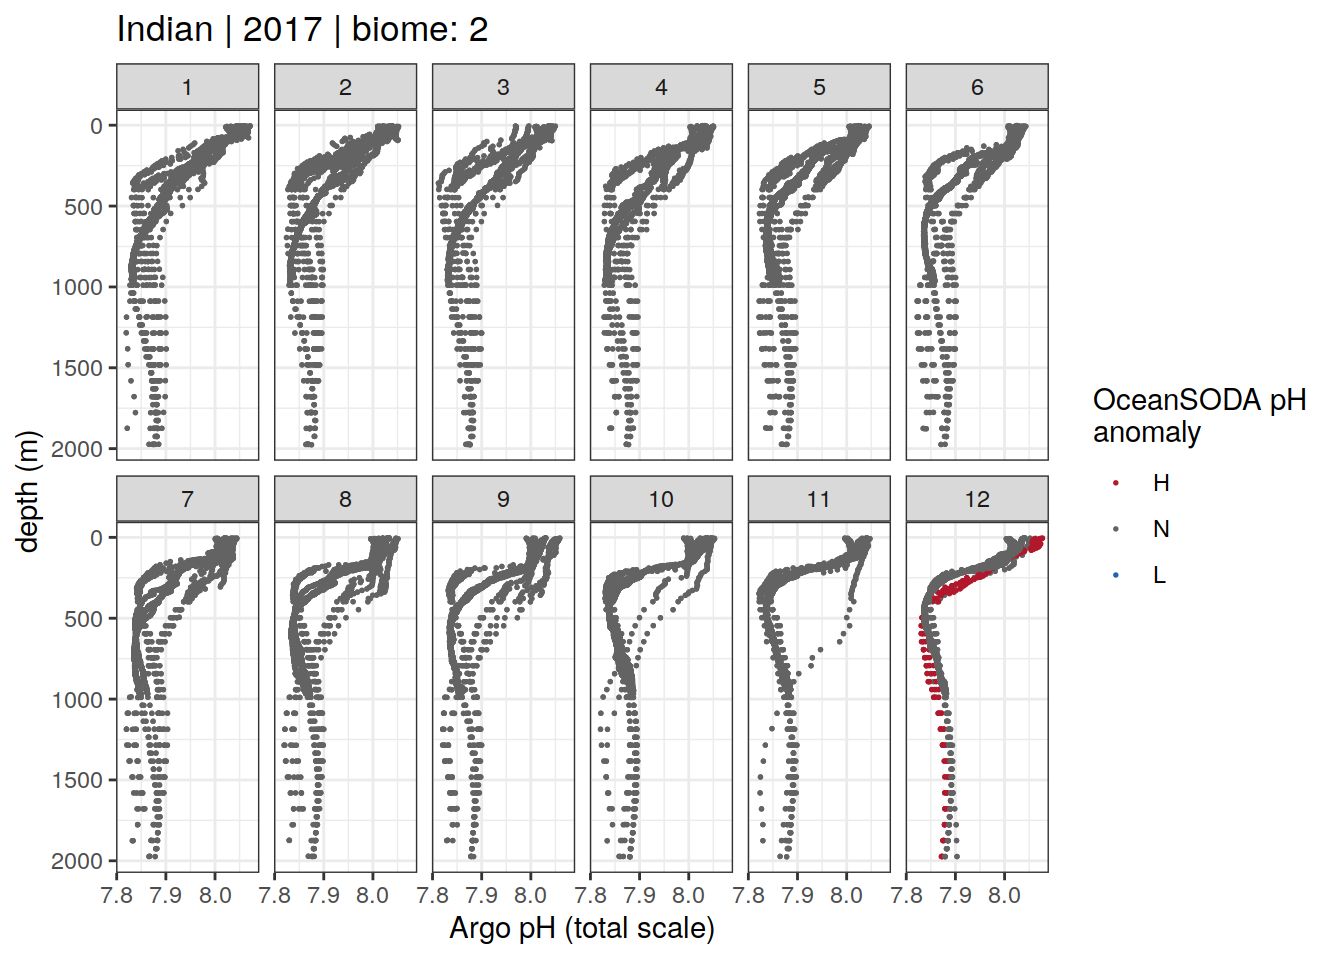 Indian | 2017 | biome: 2
1 2 3 4 5 6
0
500
1000
1500
2000
7 8 9 10 11 12
0
500
1000
1500
2000
7.8 7.9 8.0 7.8 7.9 8.0 7.8 7.9 8.0 7.8 7.9 8.0 7.8 7.9 8.0 7.8 7.9 8.0
Argo pH (total scale)
depth (m)
OceanSODA pH
anomaly
H
N
L